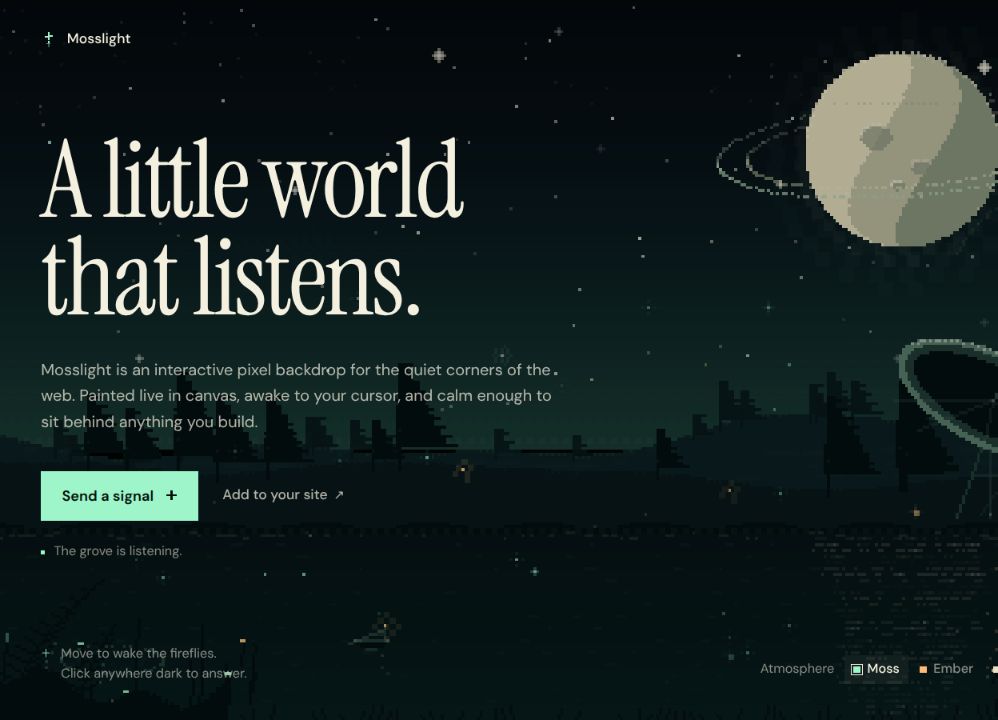 Mosslight
A little world
that listens.
Mosslight is an interactive pixel backdrop for the quiet corners of the
web. Painted live in canvas, awake to your cursor, and calm enough to
sit behind anything you build.
Send a signal +
Add to your site ↗
The grove is listening.
Move to wake the fireflies.
Click anywhere dark to answer.
Atmosphere Moss Ember